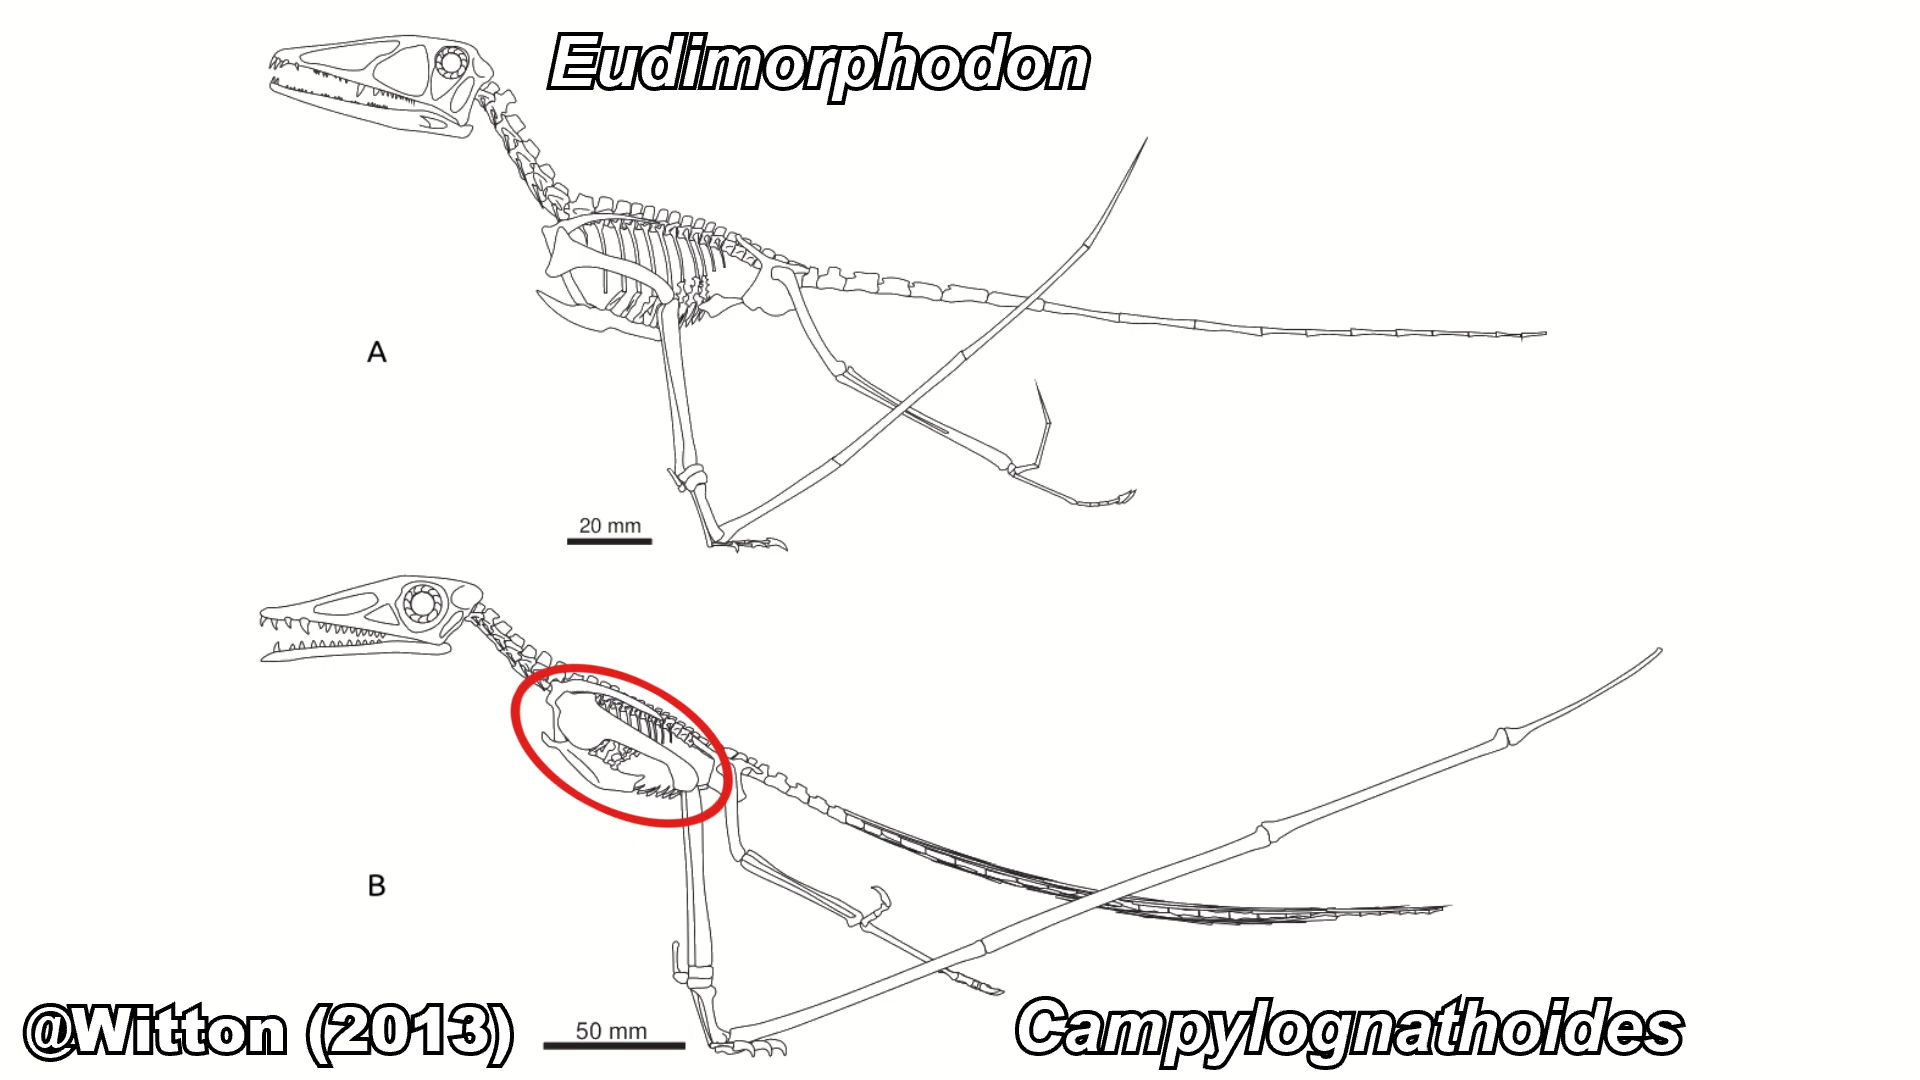 Eudimorphodon
A
20 mm
B
50 mm
@Witton (2013)
Campylognathoides